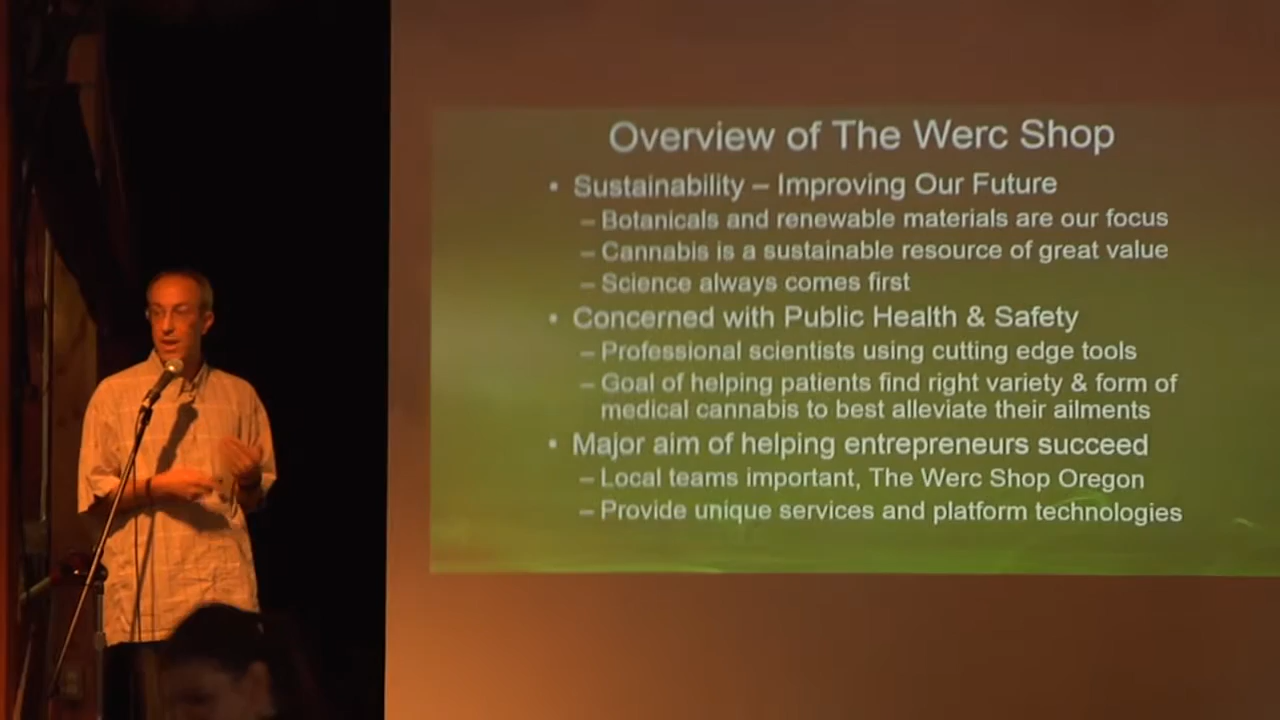 Overview of The Werc Shop
• Sustainability – Improving Our Future
– Botanicals and renewable materials are our focus
– Cannabis is a sustainable resource of great value
– Science always comes first
• Concerned with Public Health & Safety
– Professional scientists using cutting edge tools
– Goal of helping patients find right variety & form of
medical cannabis to best alleviate their ailments
• Major aim of helping entrepreneurs succeed
– Local teams important, The Werc Shop Oregon
– Provide unique services and platform technologies